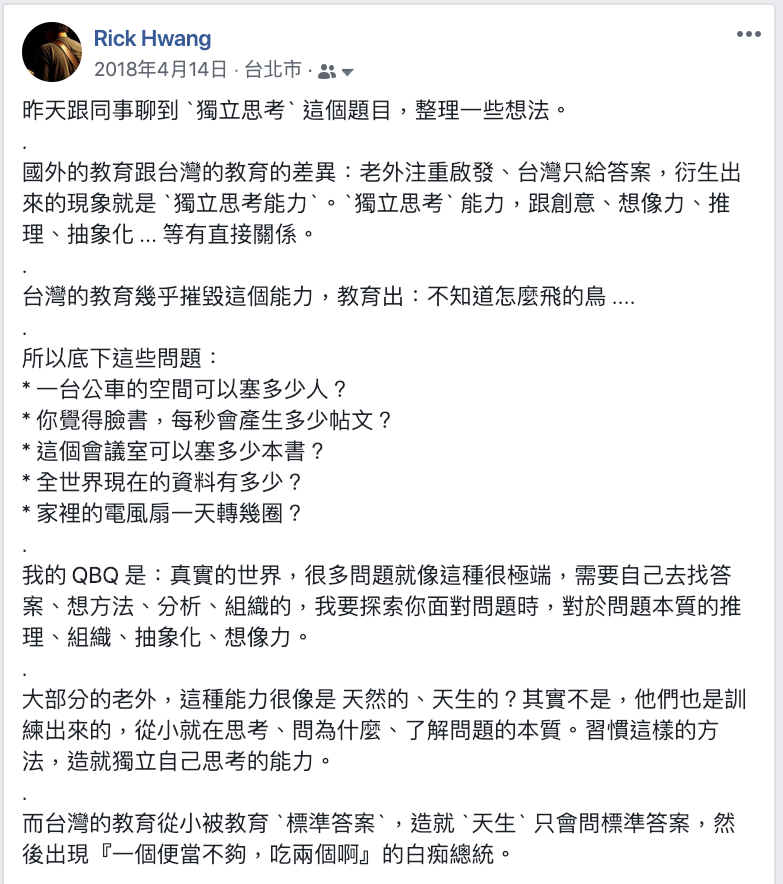 Rick Hwang
2018年4月14日 · 台北市 ·
昨天跟同事聊到 `獨立思考` 這個題目，整理一些想法。
.
國外的教育跟台灣的教育的差異：老外注重啟發、台灣只給答案，衍生出
來的現象就是 `獨立思考能力`。`獨立思考` 能力，跟創意、想像力、推
理、抽象化 ... 等有直接關係。
.
台灣的教育幾乎摧毀這個能力，教育出：不知道怎麼飛的鳥 ....
.
所以底下這些問題：
* 一台公車的空間可以塞多少人？
* 你覺得臉書，每秒會產生多少帖文？
* 這個會議室可以塞多少本書？
* 全世界現在的資料有多少？
* 家裡的電風扇一天轉幾圈？
.
我的 QBQ 是：真實的世界，很多問題就像這種很極端，需要自己去找答
案、想方法、分析、組織的，我要探索你面對問題時，對於問題本質的推
理、組織、抽象化、想像力。
.
大部分的老外，這種能力很像是 天然的、天生的？其實不是，他們也是訓
練出來的，從小就在思考、問為什麼、了解問題的本質。習慣這樣的方
法，造就獨立自己思考的能力。
.
而台灣的教育從小被教育 `標準答案`，造就 `天生` 只會問標準答案，然
後出現『一個便當不夠，吃兩個啊』的白痴總統。